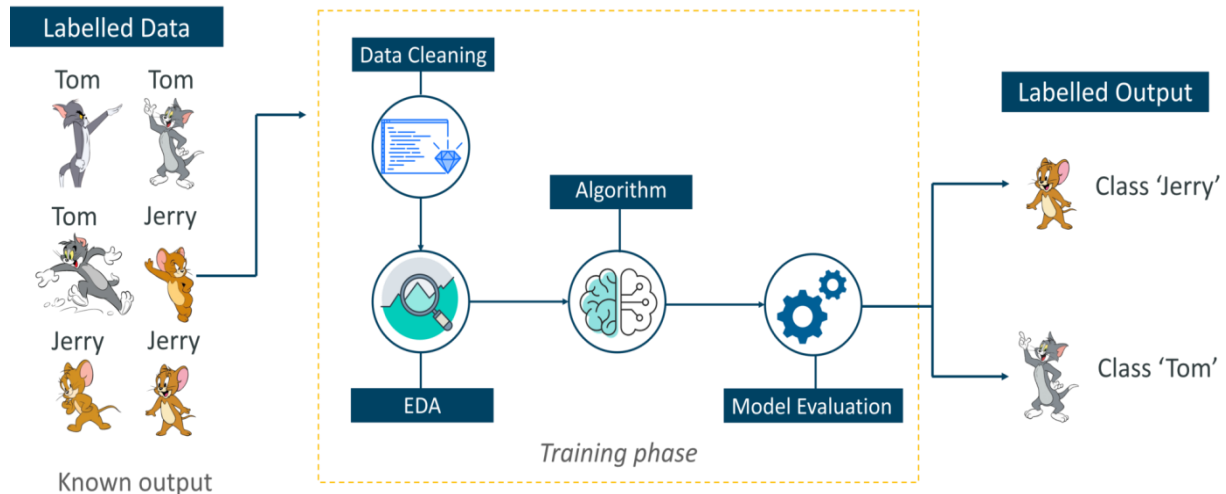 Labelled Data
Tom Tom
Tom Jerry
Jerry Jerry
Known output
Data Cleaning
EDA
Algorithm
Model Evaluation
Training phase
Labelled Output
Class ‘Jerry’
Class ‘Tom’